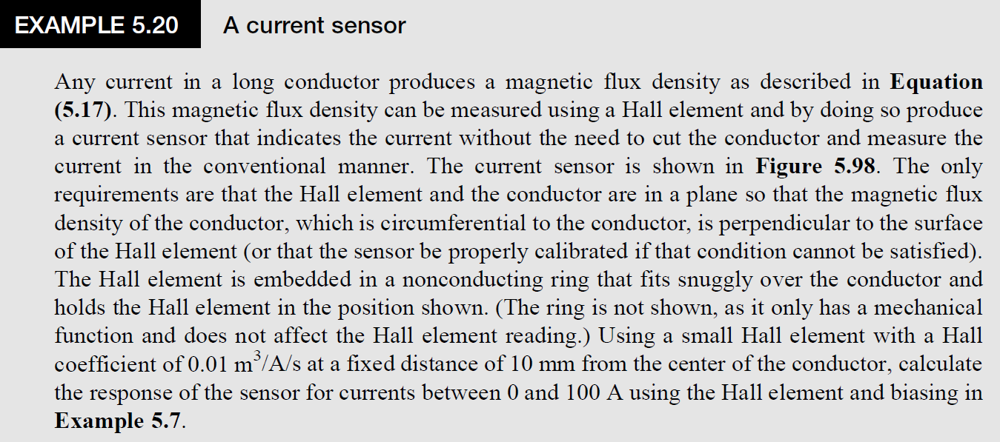 EXAMPLE 5.20 A current sensor
Any current in a long conductor produces a magnetic flux density as described in Equation
(5.17). This magnetic flux density can be measured using a Hall element and by doing so produce
a current sensor that indicates the current without the need to cut the conductor and measure the
current in the conventional manner. The current sensor is shown in Figure 5.98. The only
requirements are that the Hall element and the conductor are in a plane so that the magnetic flux
density of the conductor, which is circumferential to the conductor, is perpendicular to the surface
of the Hall element (or that the sensor be properly calibrated if that condition cannot be satisfied).
The Hall element is embedded in a nonconducting ring that fits snuggly over the conductor and
holds the Hall element in the position shown. (The ring is not shown, as it only has a mechanical
function and does not affect the Hall element reading.) Using a small Hall element with a Hall
coefficient of 0.01 m³/A/s at a fixed distance of 10 mm from the center of the conductor, calculate
the response of the sensor for currents between 0 and 100 A using the Hall element and biasing in
Example 5.7.